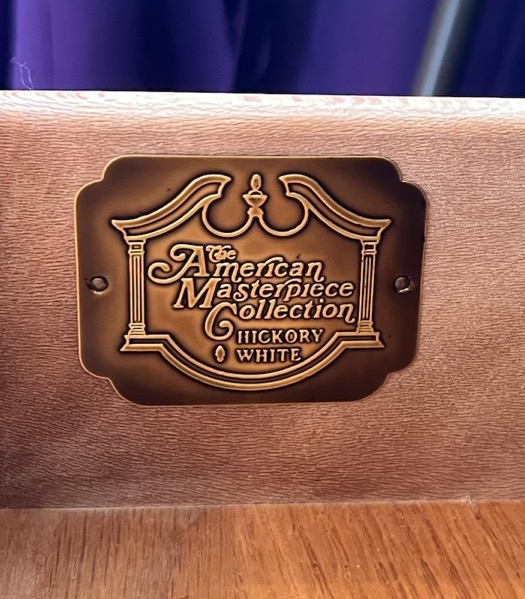 The
American
Masterpiece
Collection
HICKORY
WHITE